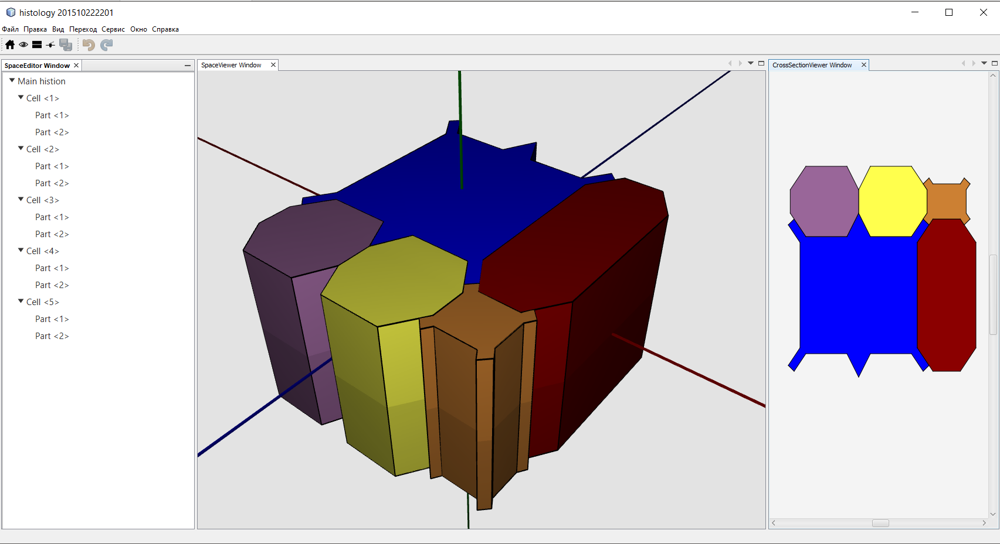 histology 201510222201
Файл Правка Вид Переход Сервис Окно Справка
SpaceEditor Window
Main histion
Cell <1>
Part <1>
Part <2>
Cell <2>
Part <1>
Part <2>
Cell <3>
Part <1>
Part <2>
Cell <4>
Part <1>
Part <2>
Cell <5>
Part <1>
Part <2>
SpaceViewer Window
CrossSectionViewer Window